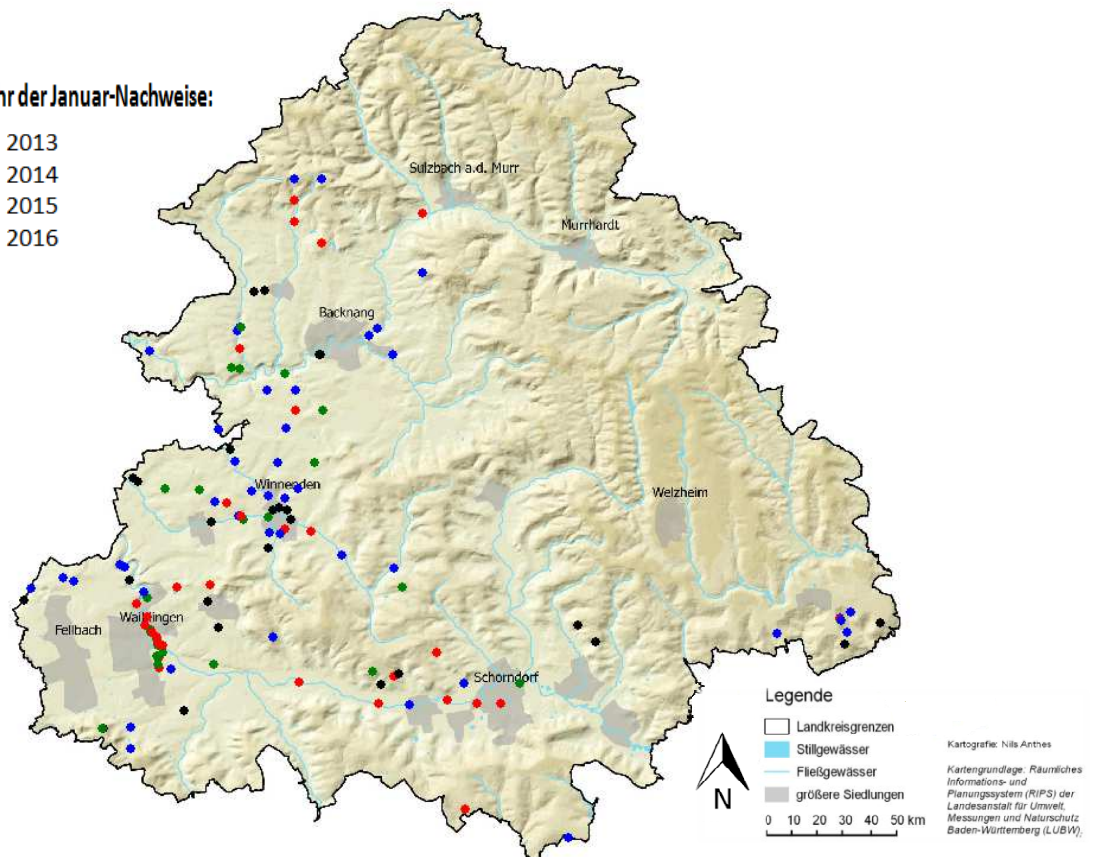 hr der Januar-Nachweise:
2013
2014
2015
2016
Sulzbach a.d. Murr
Murrhardt
Backnang
Winnenden
Welzheim
Waiblingen
Fellbach
Schorndorf
Legende
Landkreisgrenzen
Stillgewässer
Fließgewässer
größere Siedlungen
N
0 10 20 30 40 50 km
Kartografie: Nils Anthes
Kartengrundlage: Räumliches
Informations- und
Planungssystem (RIPS) der
Landesanstalt für Umwelt,
Messungen und Naturschutz
Baden-Württemberg (LUBW),